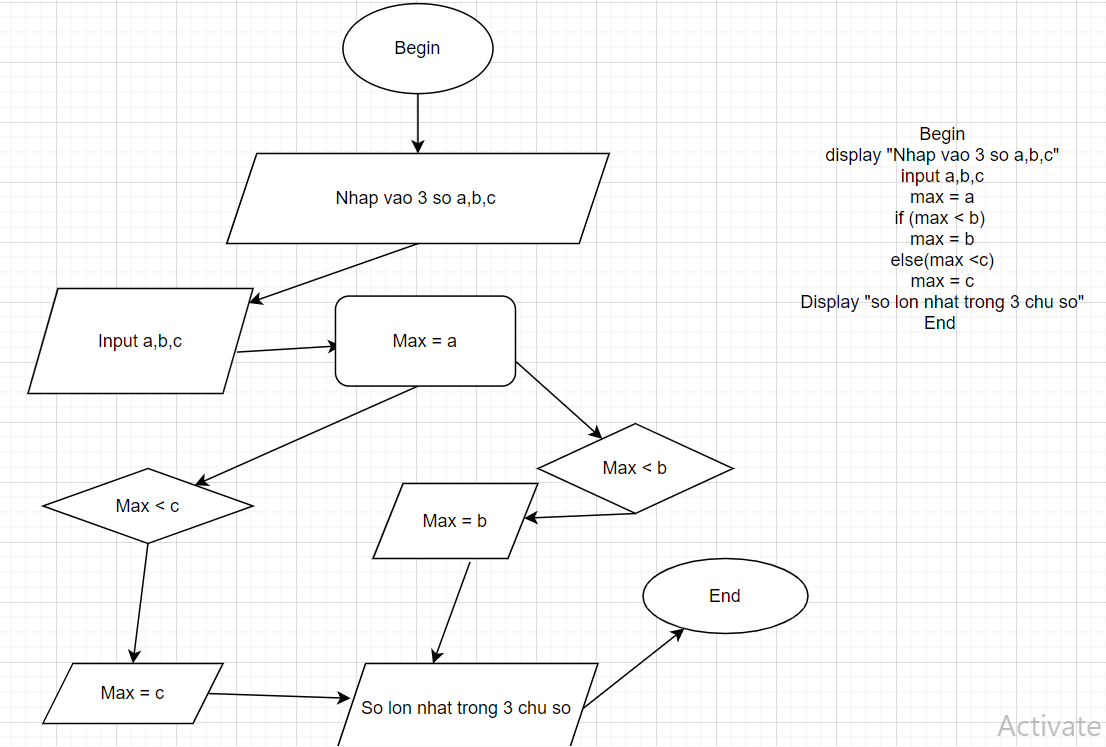 Begin
Nhap vao 3 so a,b,c
Input a,b,c
Max = a
Max < b
Max < c
Max = b
End
Max = c
So lon nhat trong 3 chu so
Begin
display "Nhap vao 3 so a,b,c"
input a,b,c
max = a
if (max < b)
max = b
else(max <c)
max = c
Display "so lon nhat trong 3 chu so"
End
Activate